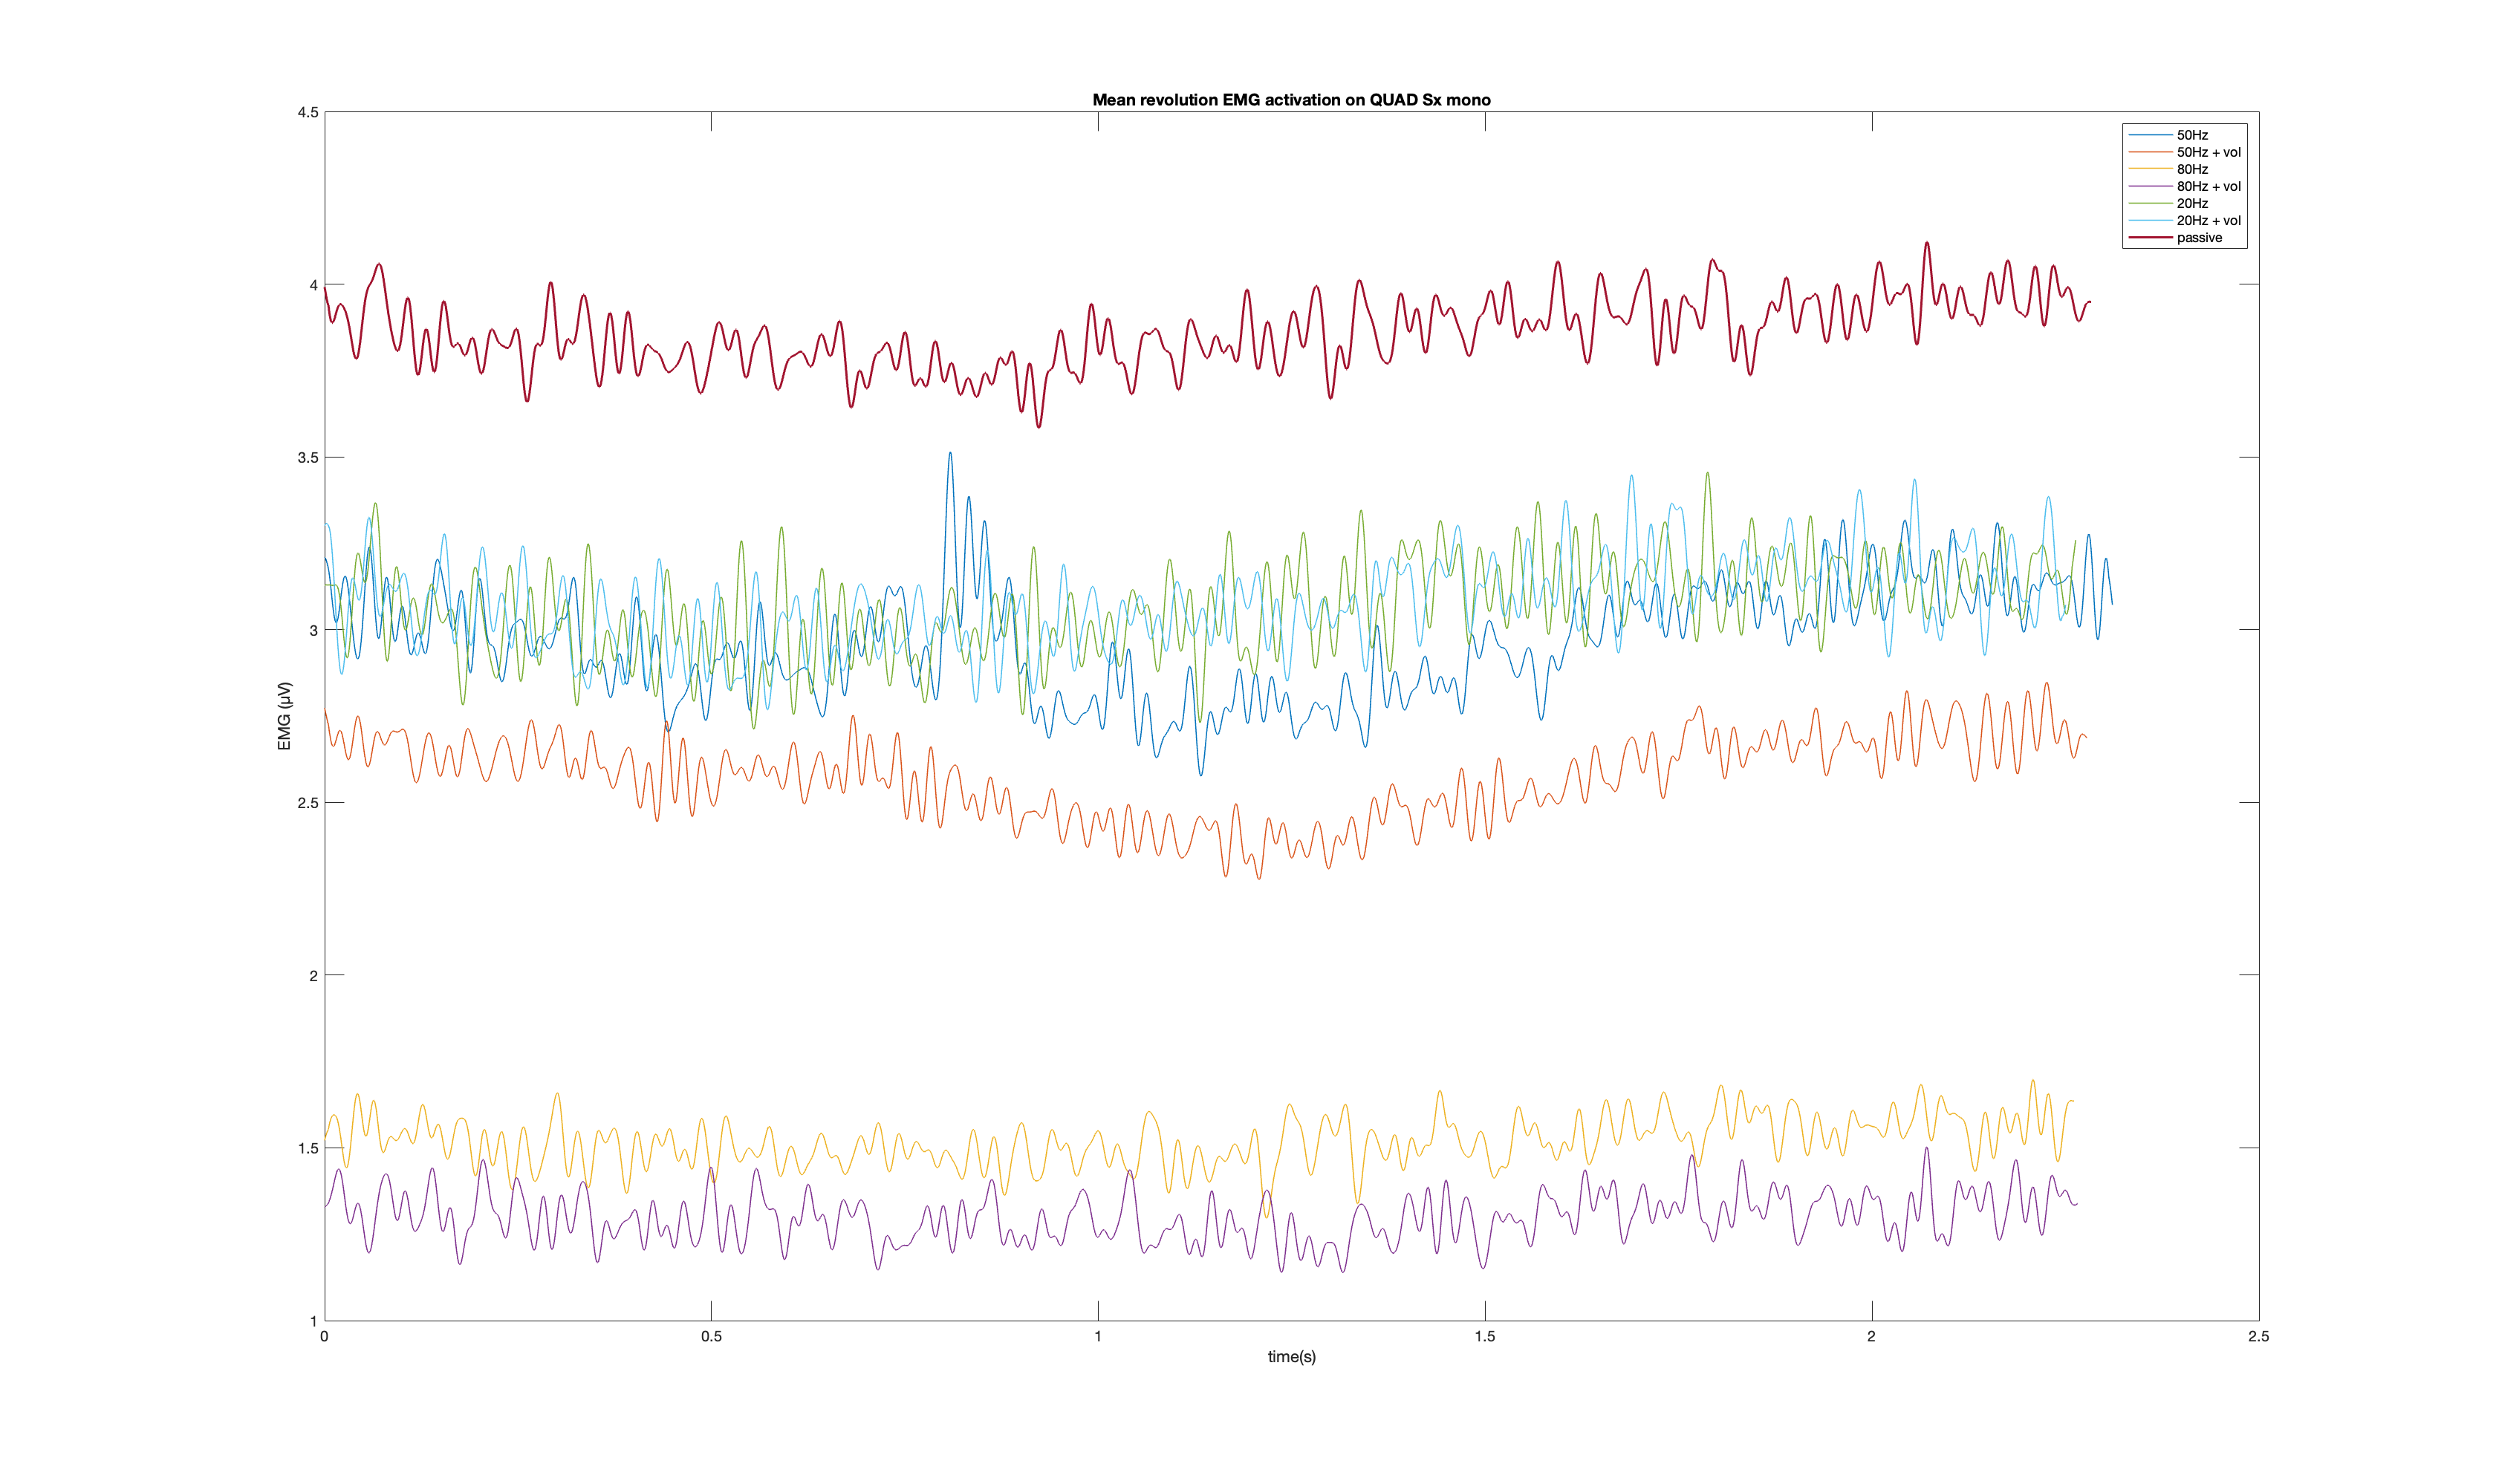 Mean revolution EMG activation on QUAD Sx mono
4.5
4
3.5
3
2.5
2
1.5
1
EMG (µV)
50Hz
50Hz + vol
80Hz
80Hz + vol
20Hz
20Hz + vol
passive
0
0.5
1
1.5
2
2.5
time(s)